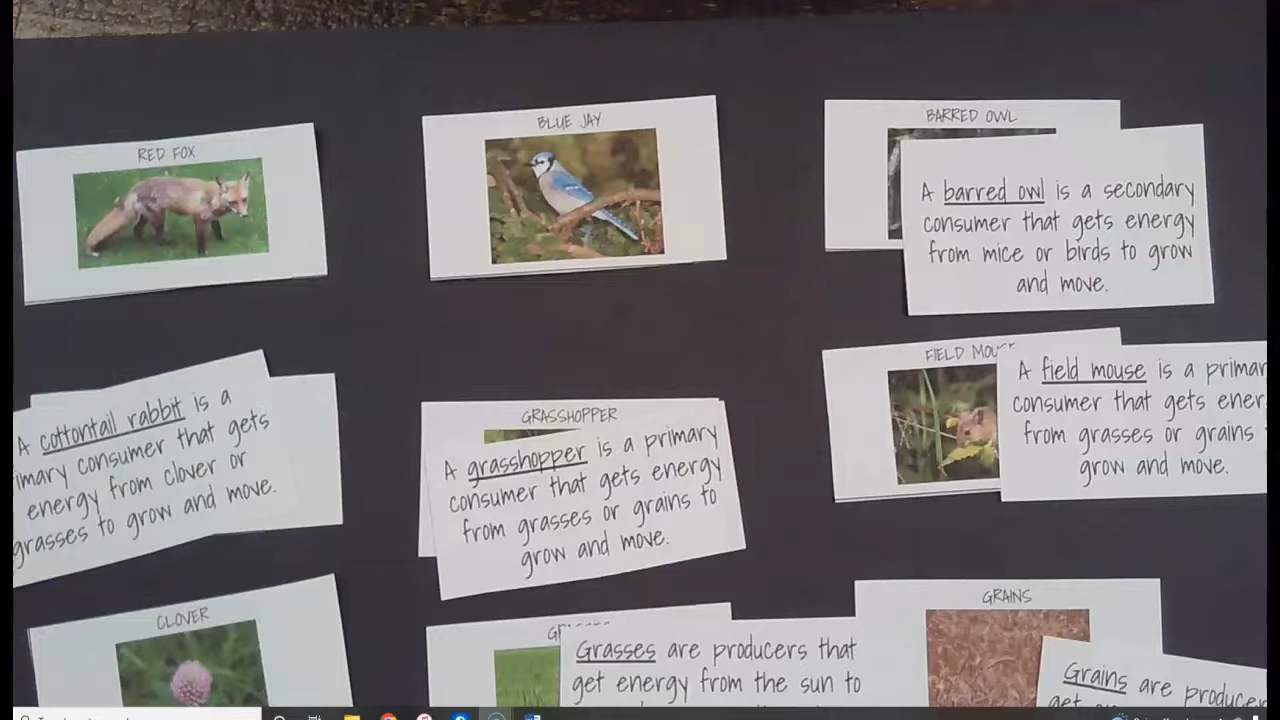 RED FOX
BLUE JAY
BARRED OWL
A barred owl is a secondary
consumer that gets energy
from mice or birds to grow
and move.
A cottontail rabbit is a
imary consumer that gets
energy from clover or
grasses to grow and move.
GRASSHOPPER
A grasshopper is a primary
consumer that gets energy
from grasses or grains to
grow and move.
FIELD MOU
A field mouse is a primar
consumer that gets ener
from grasses or grains
grow and move.
CLOVER
Grasses are producers that
get energy from the sun to
GRAINS
Grains are produce